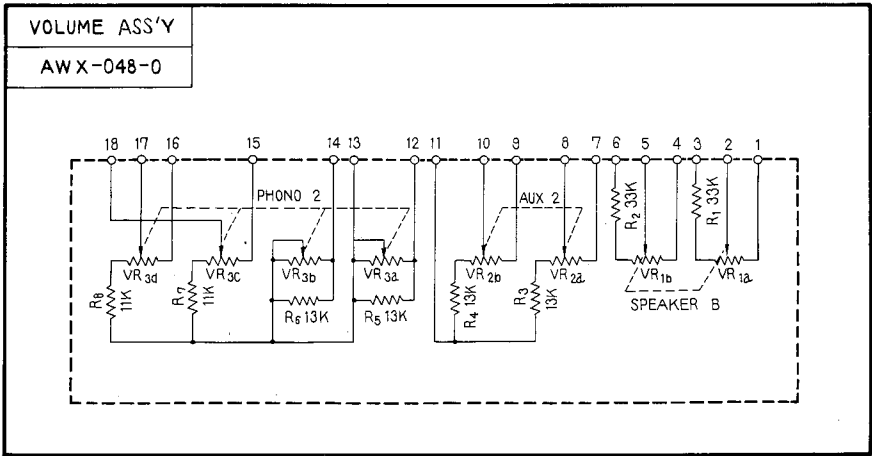 VOLUME ASS'Y
AWX-048-0
18 17 16 15 14 13 12 11 10 9 8 7 6 5 4 3 2 1
PHONO 2
AUX 2
R2 33K
R1 33K
VR3d
VR3c
VR3b
VR3a
VR2b
VR2a
VR1b
VR1a
R8 11K
R7 11K
R6 13K
R5 13K
R4 13K
R3 13K
SPEAKER B